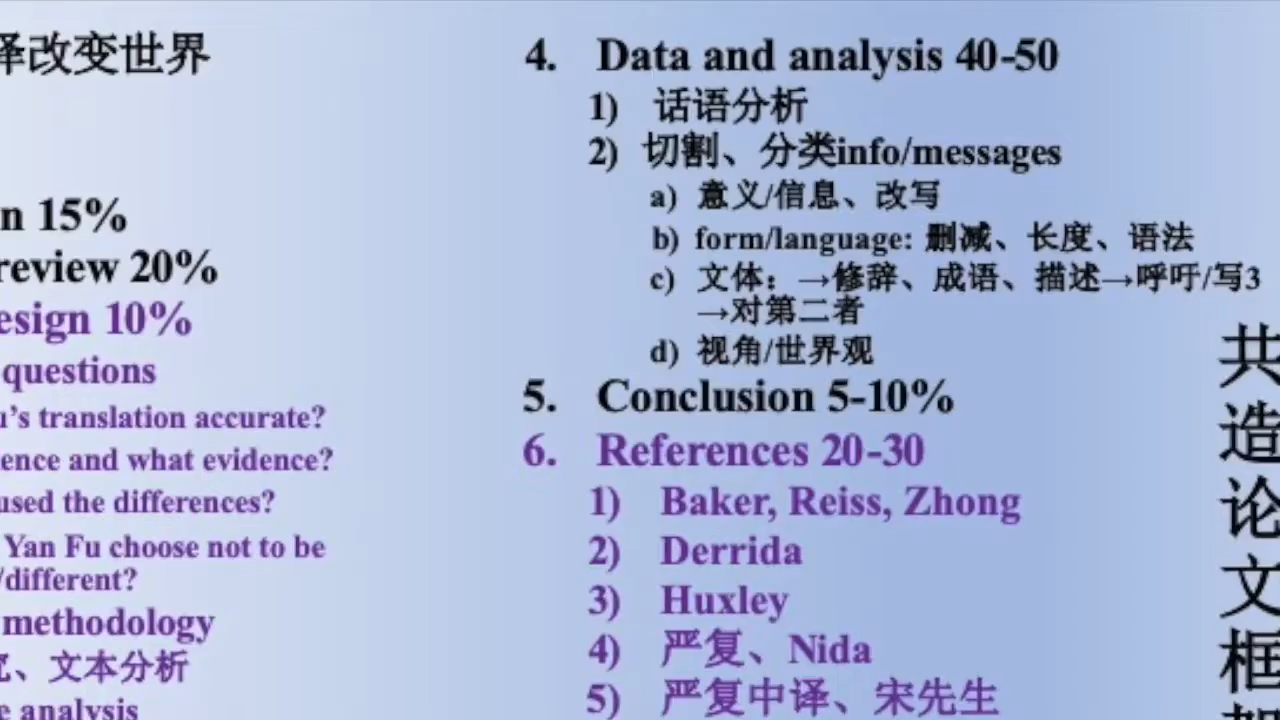 译改变世界
n 15%
review 20%
esign 10%
questions
u's translation accurate?
ence and what evidence?
used the differences?
Yan Fu choose not to be
/different?
methodology
、文本分析
e analysis
4. Data and analysis 40-50
1) 话语分析
2) 切割、分类info/messages
a) 意义/信息、改写
b) form/language: 删减、长度、语法
c) 文体：→修辞、成语、描述→呼吁/写3
→对第二者
d) 视角/世界观
5. Conclusion 5-10%
6. References 20-30
1) Baker, Reiss, Zhong
2) Derrida
3) Huxley
4) 严复、Nida
5) 严复中译、宋先生
共
造
论
文
框
架